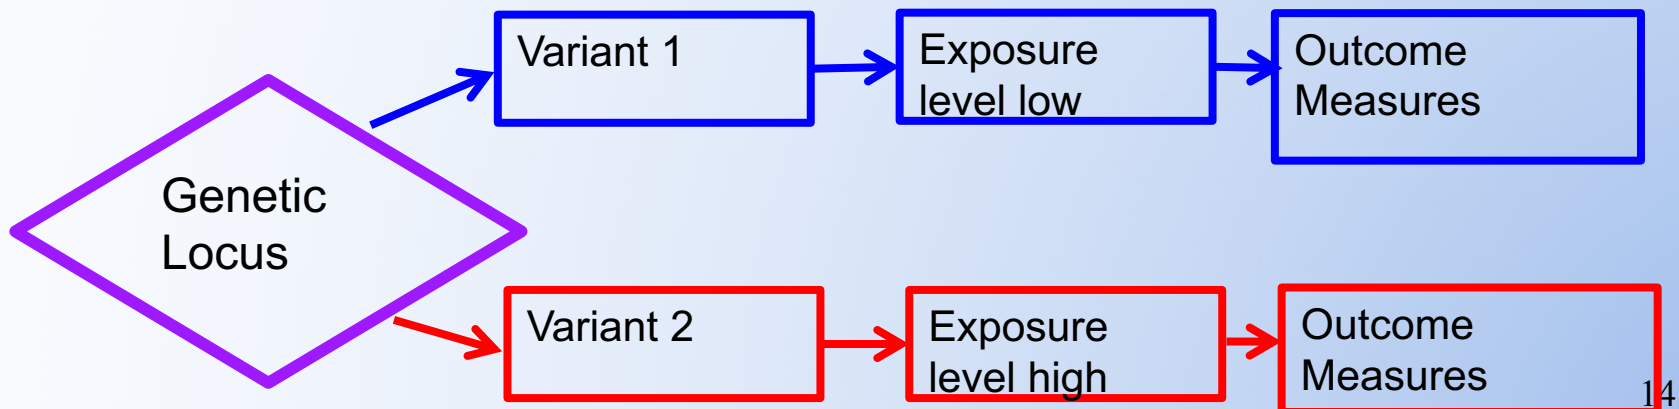 Variant 1
Exposure
level low
Outcome
Measures
Genetic
Locus
Variant 2
Exposure
level high
Outcome
Measures
14